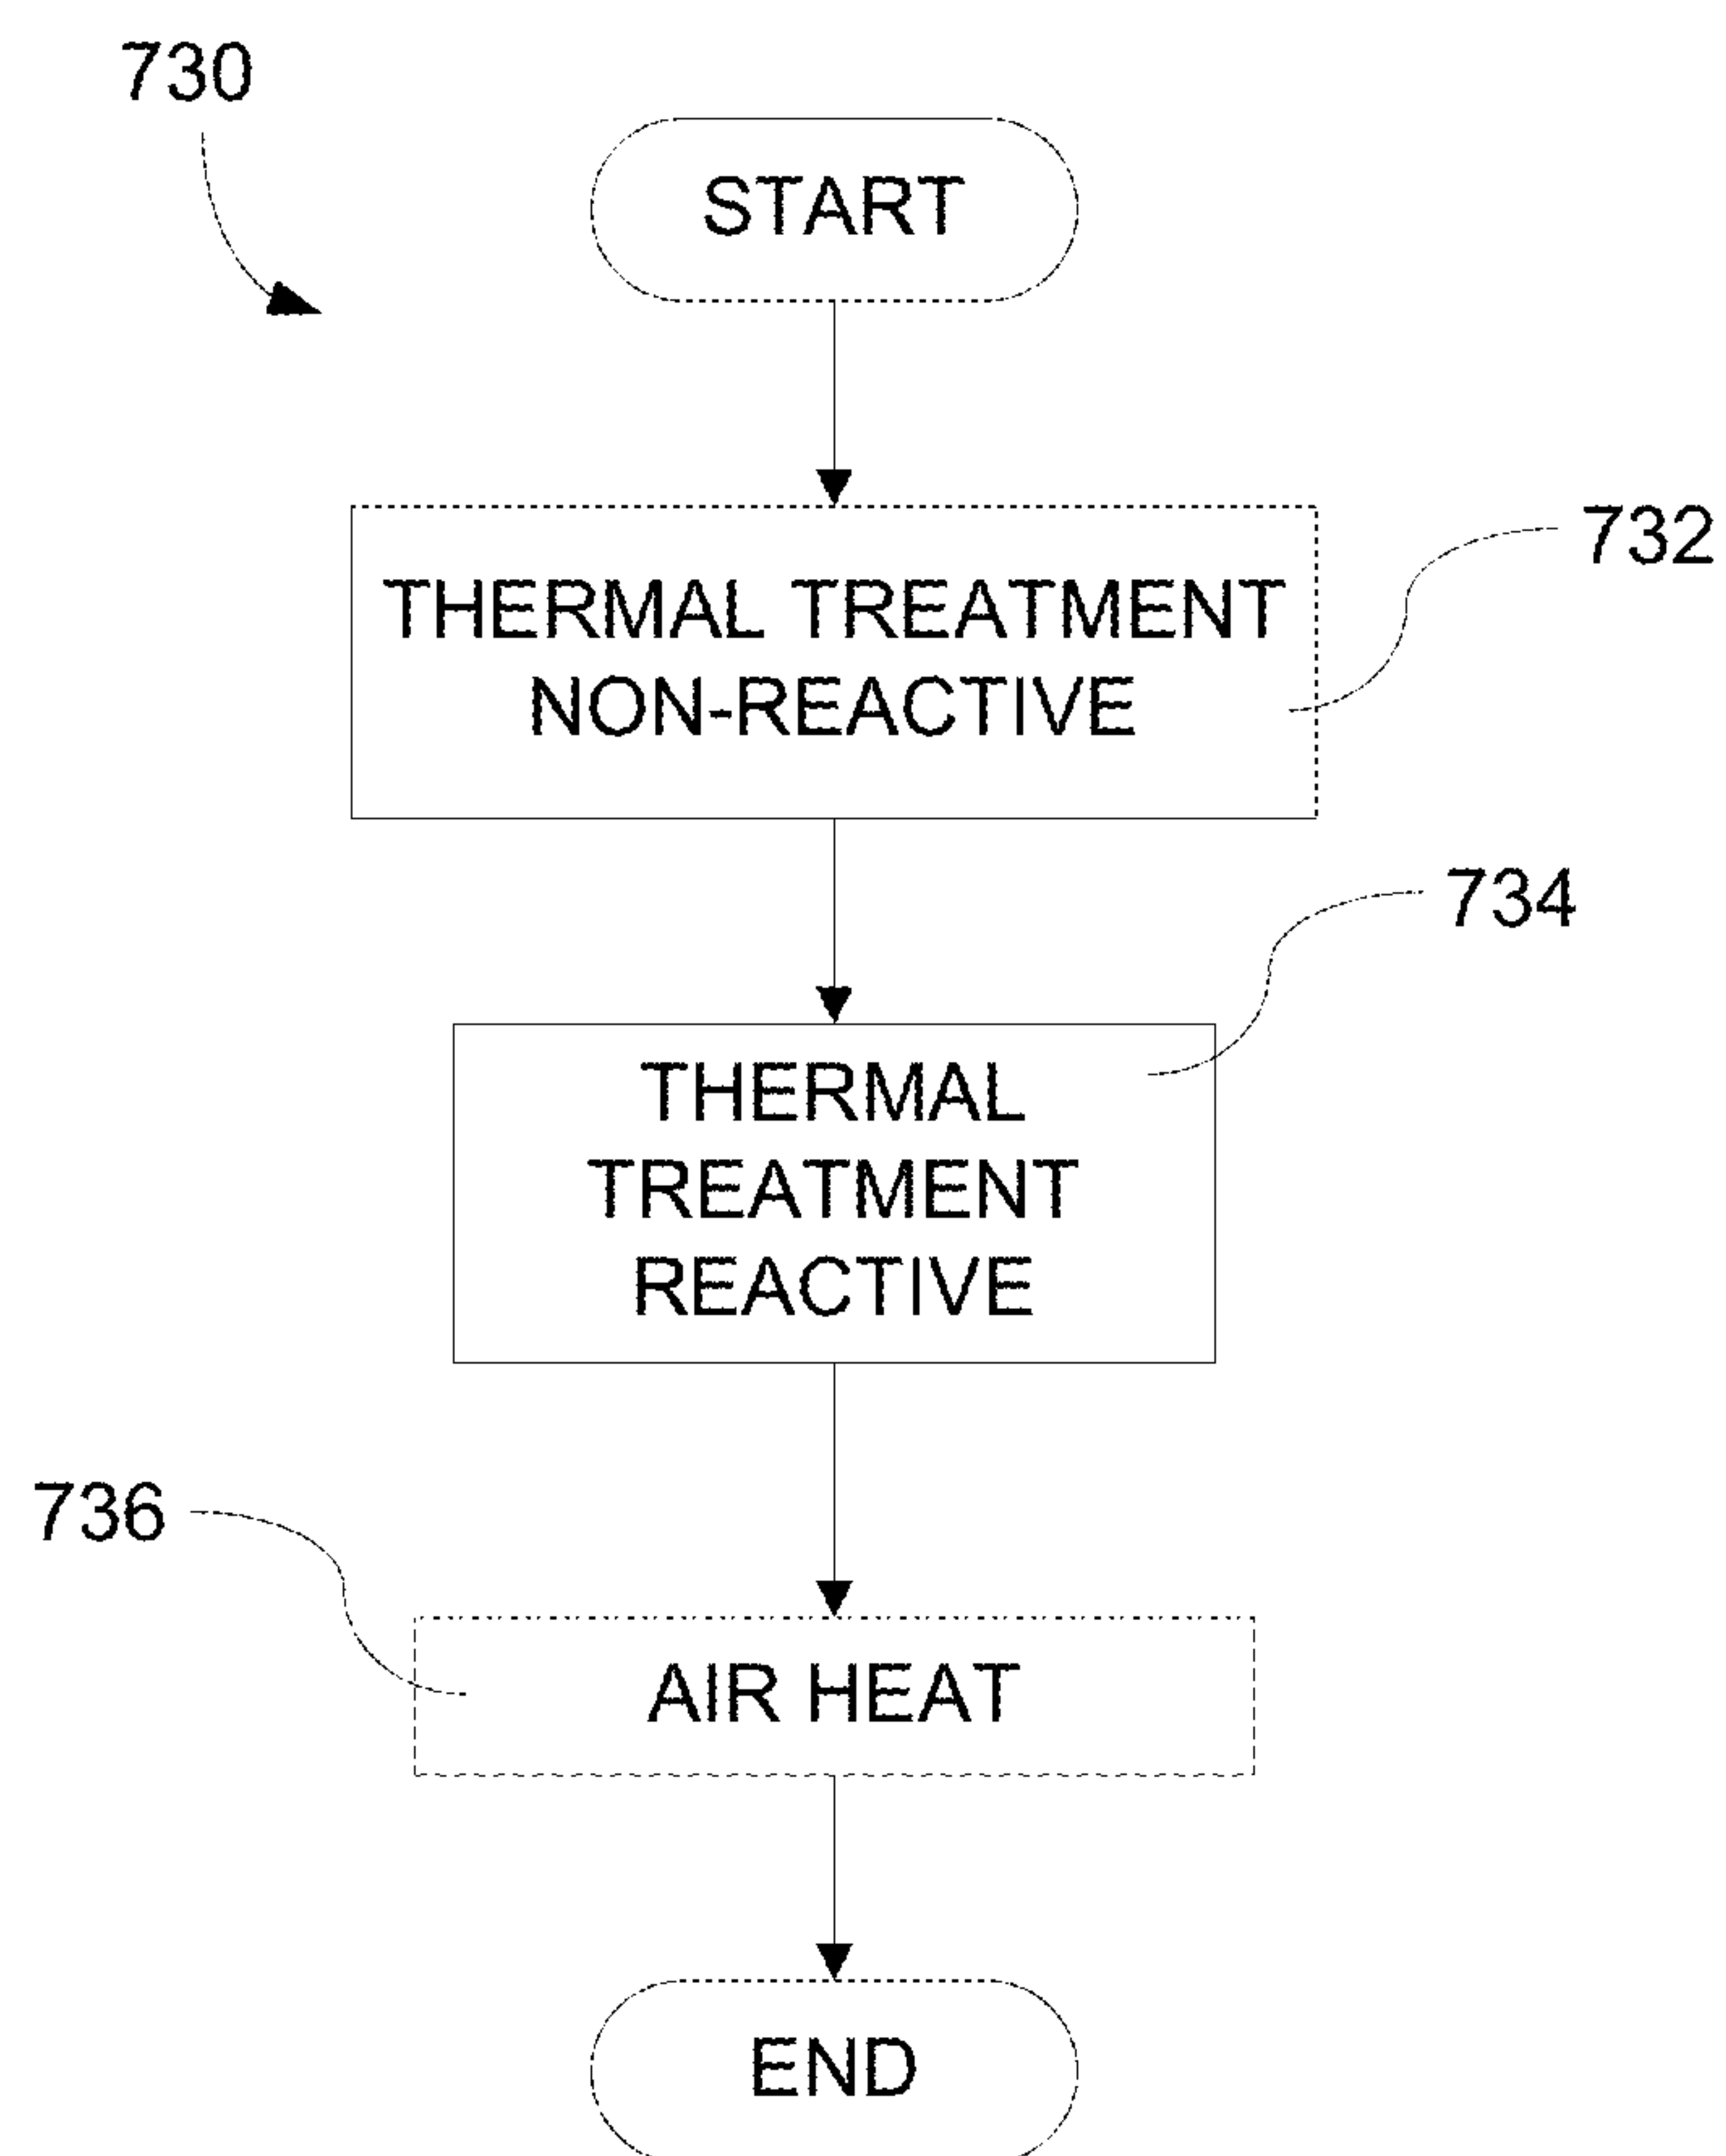 730
START
THERMAL TREATMENT
NON-REACTIVE
732
734
THERMAL
TREATMENT
REACTIVE
736
AIR HEAT
END